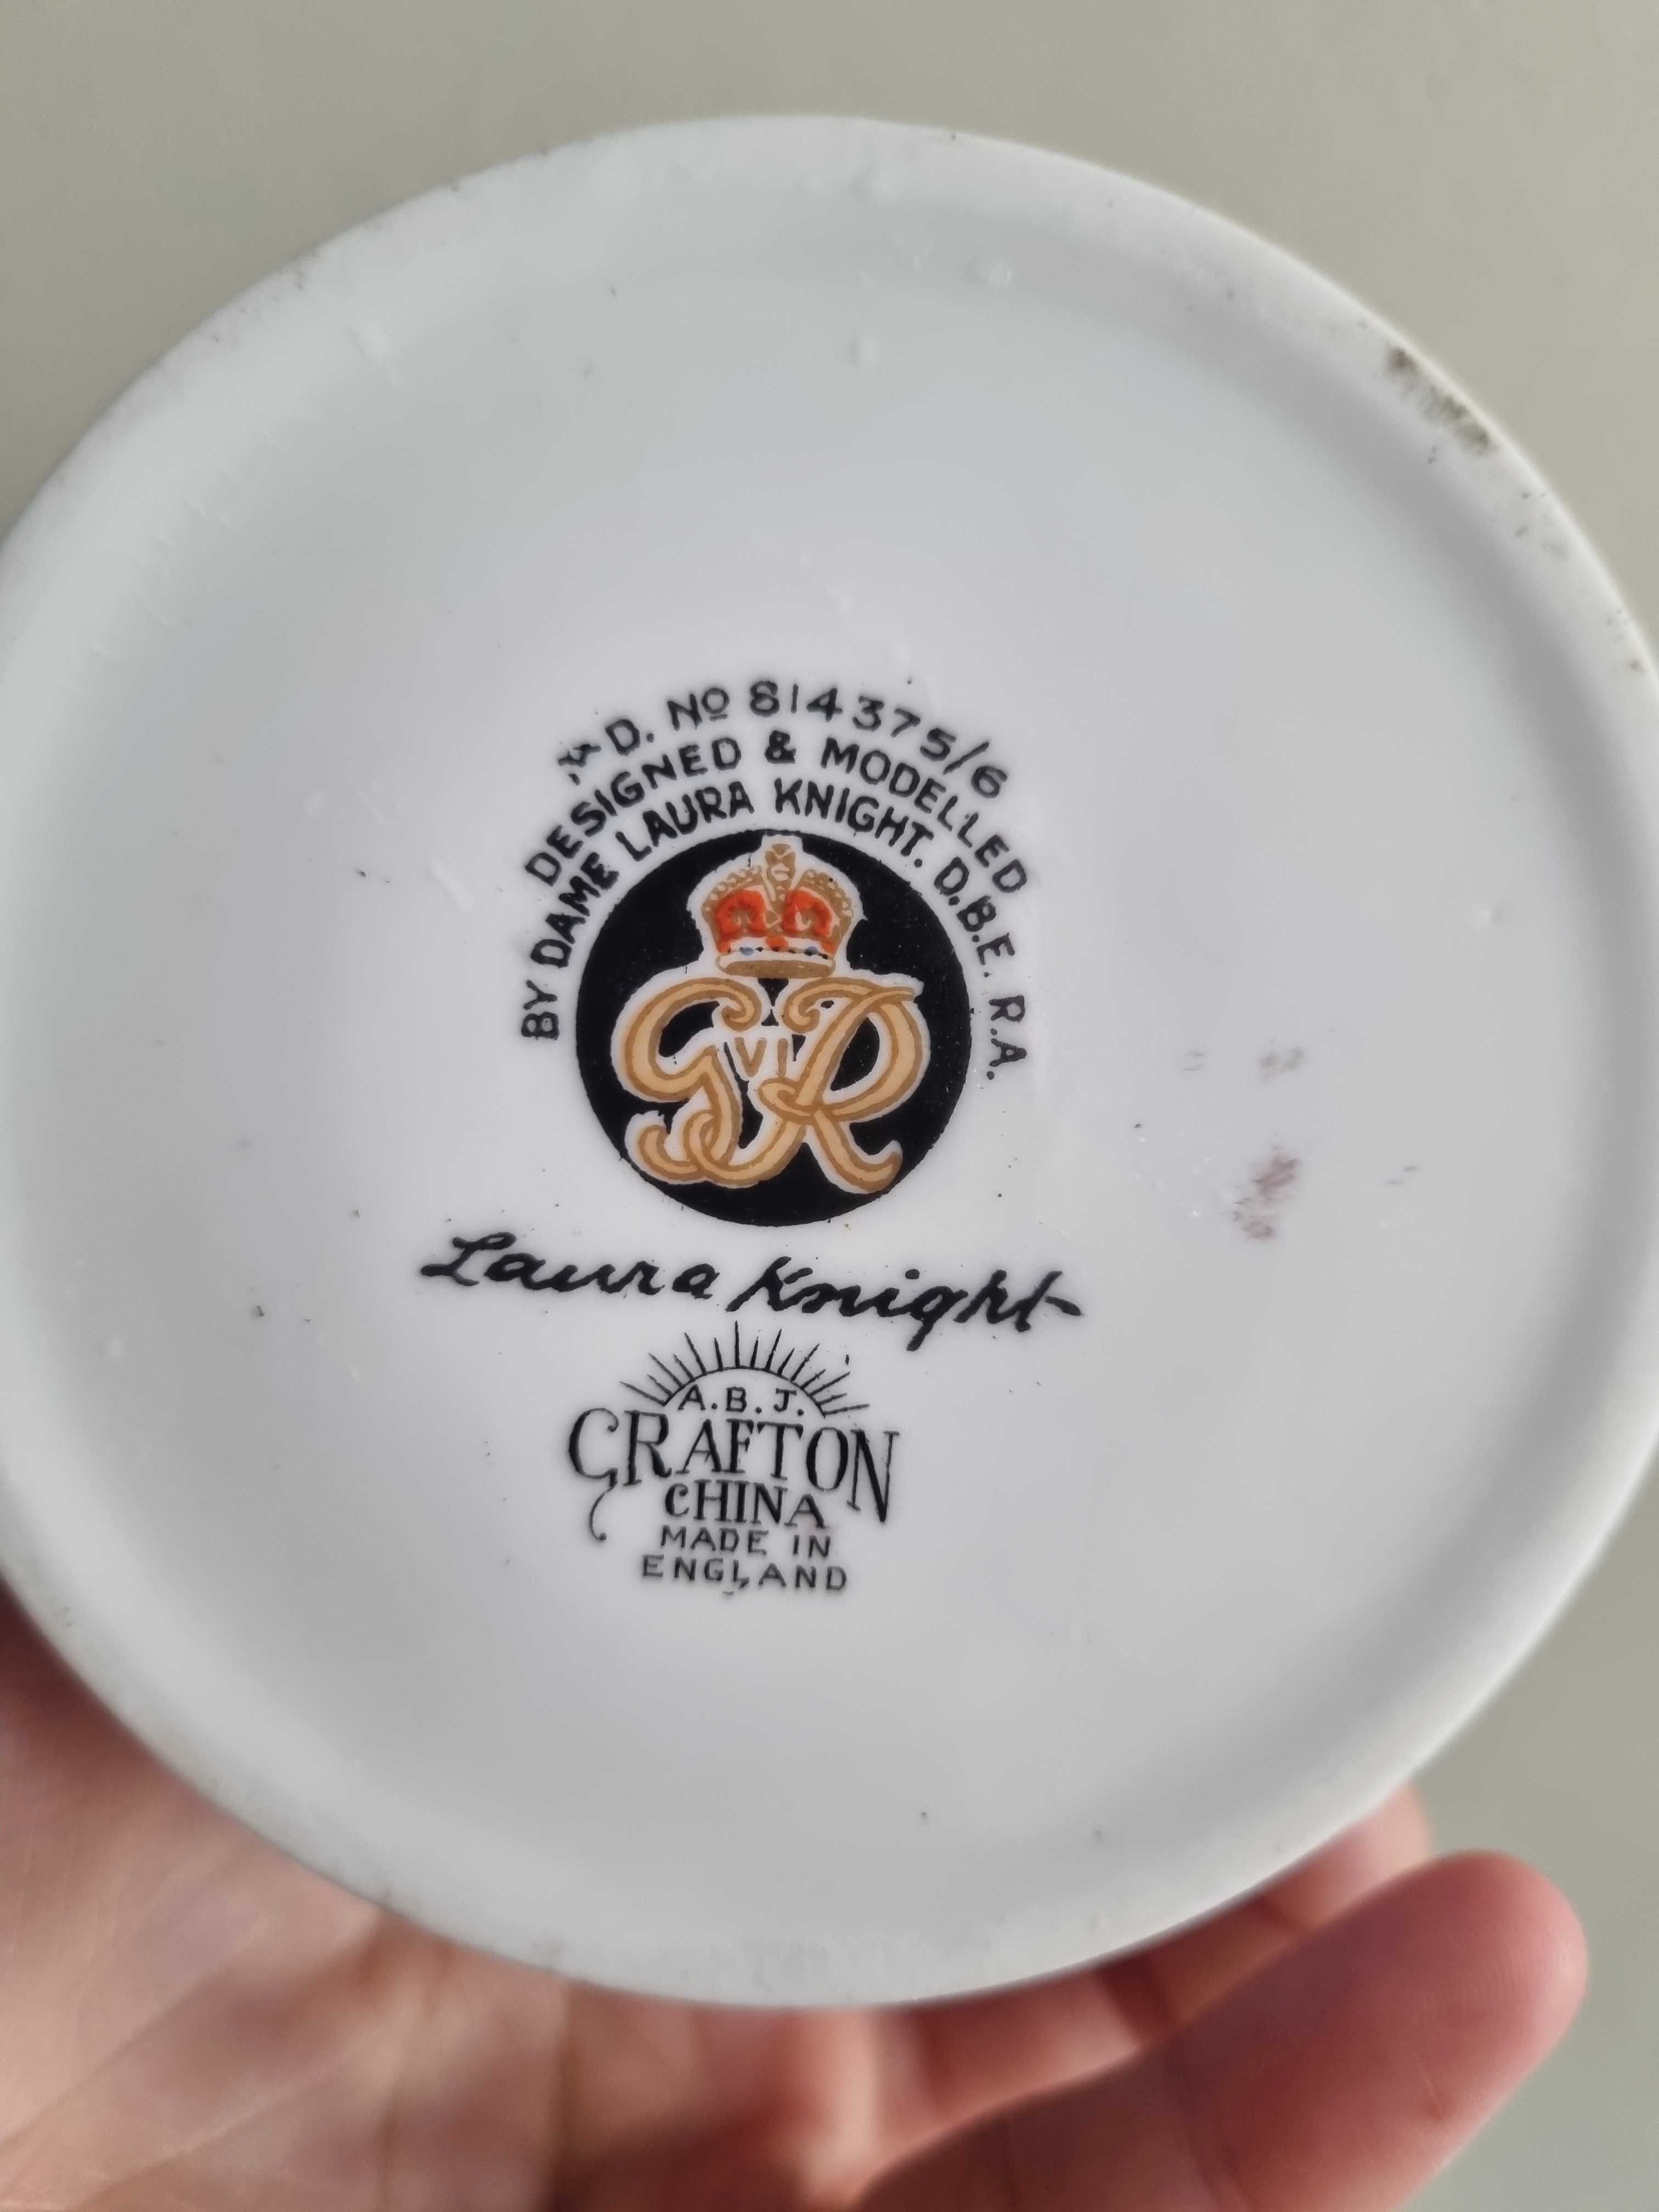 D. No 814375/6
DESIGNED & MODELLED
BY DAME LAURA KNIGHT. D.B.E. R.A.
G VI R
Laura Knight
A.B.J.
GRAFTON
CHINA
MADE IN
ENGLAND